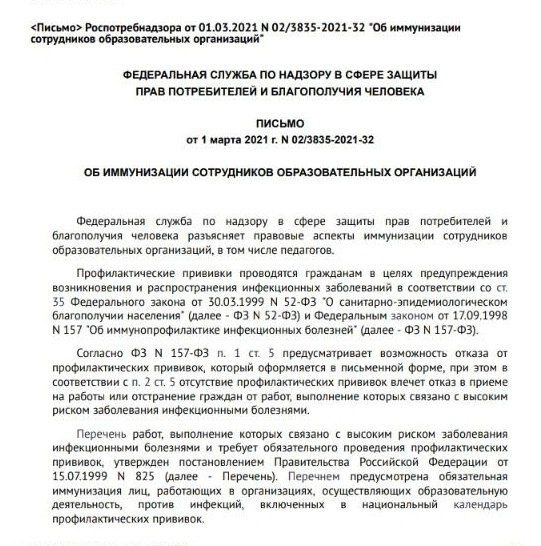 <Письмо> Роспотребнадзора от 01.03.2021 N 02/3835-2021-32 "Об иммунизации
сотрудников образовательных организаций"
ФЕДЕРАЛЬНАЯ СЛУЖБА ПО НАДЗОРУ В СФЕРЕ ЗАЩИТЫ
ПРАВ ПОТРЕБИТЕЛЕЙ И БЛАГОПОЛУЧИЯ ЧЕЛОВЕКА
ПИСЬМО
от 1 марта 2021 г. N 02/3835-2021-32
ОБ ИММУНИЗАЦИИ СОТРУДНИКОВ ОБРАЗОВАТЕЛЬНЫХ ОРГАНИЗАЦИЙ
Федеральная служба по надзору в сфере защиты прав потребителей и
благополучия человека разъясняет правовые аспекты иммунизации сотрудников
образовательных организаций, в том числе педагогов.
Профилактические прививки проводятся гражданам в целях предупреждения
возникновения и распространения инфекционных заболеваний в соответствии со ст.
35 Федерального закона от 30.03.1999 N 52-ФЗ "О санитарно-эпидемиологическом
благополучии населения" (далее - ФЗ N 52-ФЗ) и Федеральным законом от 17.09.1998
N 157 "Об иммунопрофилактике инфекционных болезней" (далее - ФЗ N 157-ФЗ).
Согласно ФЗ N 157-ФЗ п. 1 ст. 5 предусматривает возможность отказа от
профилактических прививок, который оформляется в письменной форме, при этом в
соответствии с п. 2 ст. 5 отсутствие профилактических прививок влечет отказ в приеме
на работы или отстранение граждан от работ, выполнение которых связано с высоким
риском заболевания инфекционными болезнями.
Перечень работ, выполнение которых связано с высоким риском заболевания
инфекционными болезнями и требует обязательного проведения профилактических
прививок, утвержден постановлением Правительства Российской Федерации от
15.07.1999 N 825 (далее - Перечень). Перечнем предусмотрена обязательная
иммунизация лиц, работающих в организациях, осуществляющих образовательную
деятельность, против инфекций, включенных в национальный календарь
профилактических прививок.